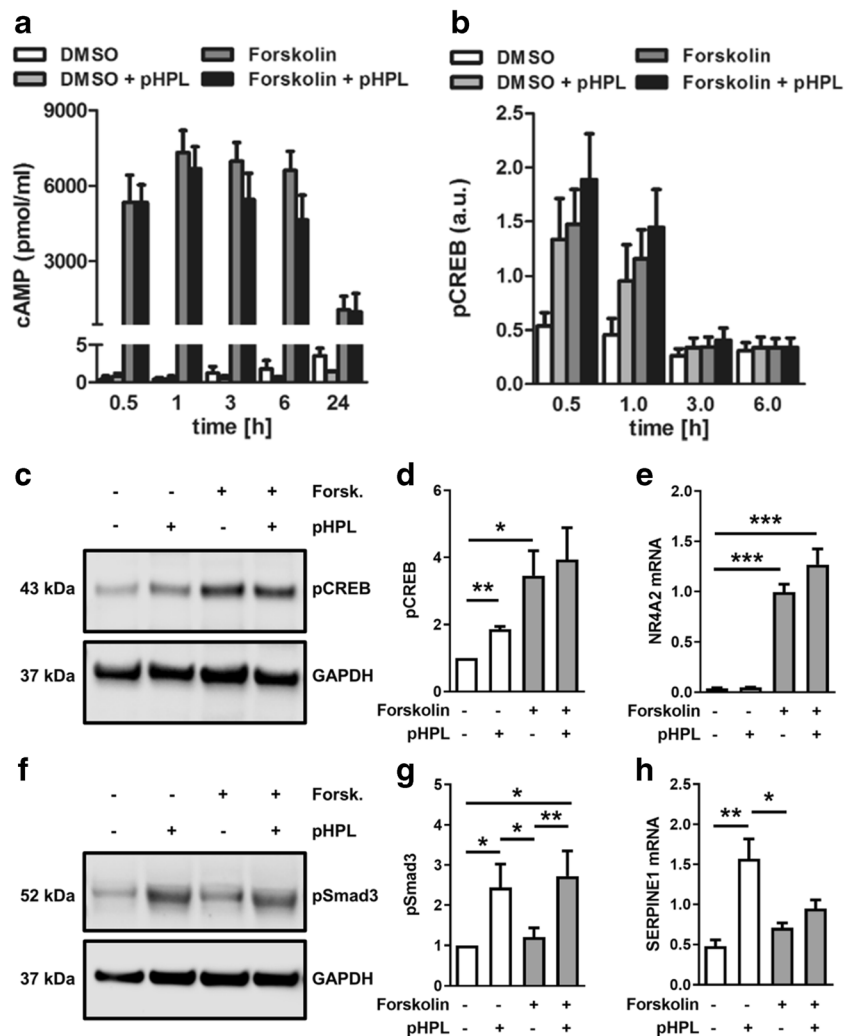 a
DMSO
Forskolin
DMSO + pHPL
Forskolin + pHPL
9000
6000
3000
5
0
cAMP (pmol/ml)
0.5 1 3 6 24
time [h]
b
DMSO
Forskolin
DMSO + pHPL
Forskolin + pHPL
2.5
2.0
1.5
1.0
0.5
0.0
pCREB (a.u.)
0.5 1.0 3.0 6.0
time [h]
c
- - + + Forsk.
- + - + pHPL
43 kDa pCREB
37 kDa GAPDH
d
6
4
2
0
pCREB
*
**
Forskolin - - + +
pHPL - + - +
e
2.0
1.5
1.0
0.5
0.0
NR4A2 mRNA
***
***
Forskolin - - + +
pHPL - + - +
f
- - + + Forsk.
- + - + pHPL
52 kDa pSmad3
37 kDa GAPDH
g
5
4
3
2
1
0
pSmad3
*
* * **
Forskolin - - + +
pHPL - + - +
h
2.5
2.0
1.5
1.0
0.5
0.0
SERPINE1 mRNA
** *
Forskolin - - + +
pHPL - + - +